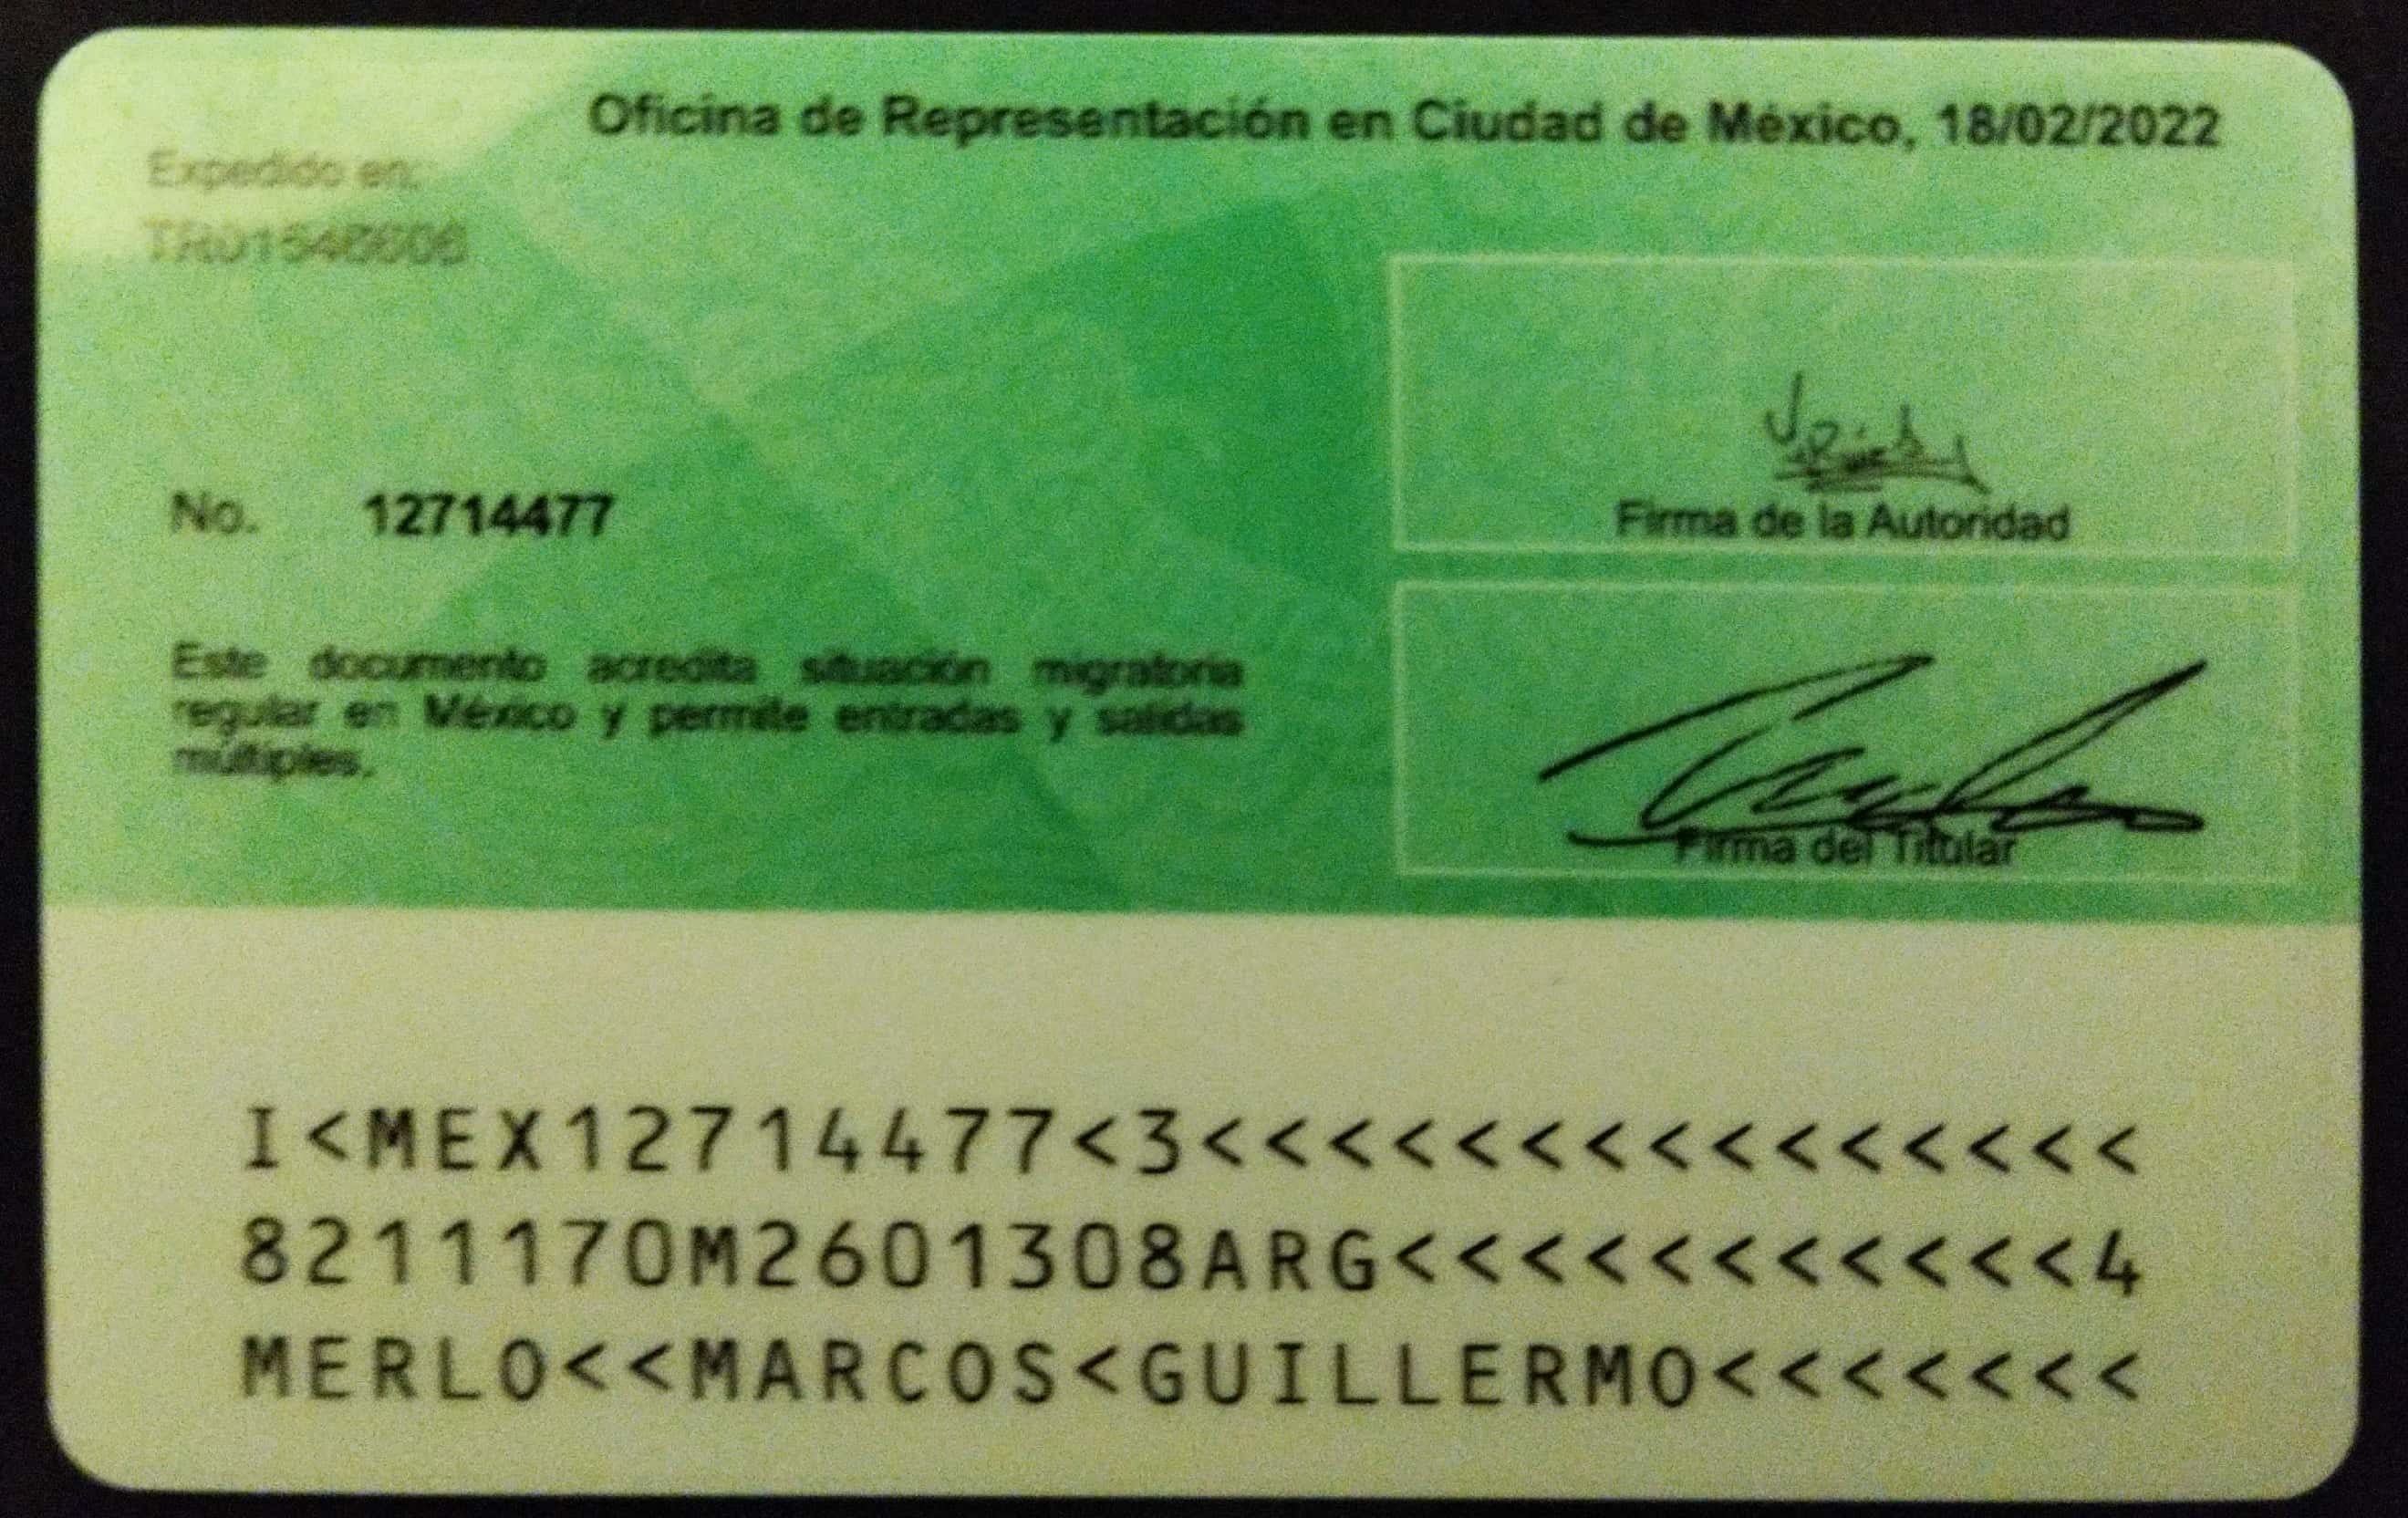 Oficina de Representación en Ciudad de México, 18/02/2022
Expedido en:
No. 12714477
Firma de la Autoridad
Este documento acredita situación migratoria
regular en México y permite entradas y salidas
múltiples.
Firma del Titular
I<MEX12714477<3<<<<<<<<<<<<<<<
8211170M2601308ARG<<<<<<<<<<<4
MERLO<<MARCOS<GUILLERMO<<<<<<<